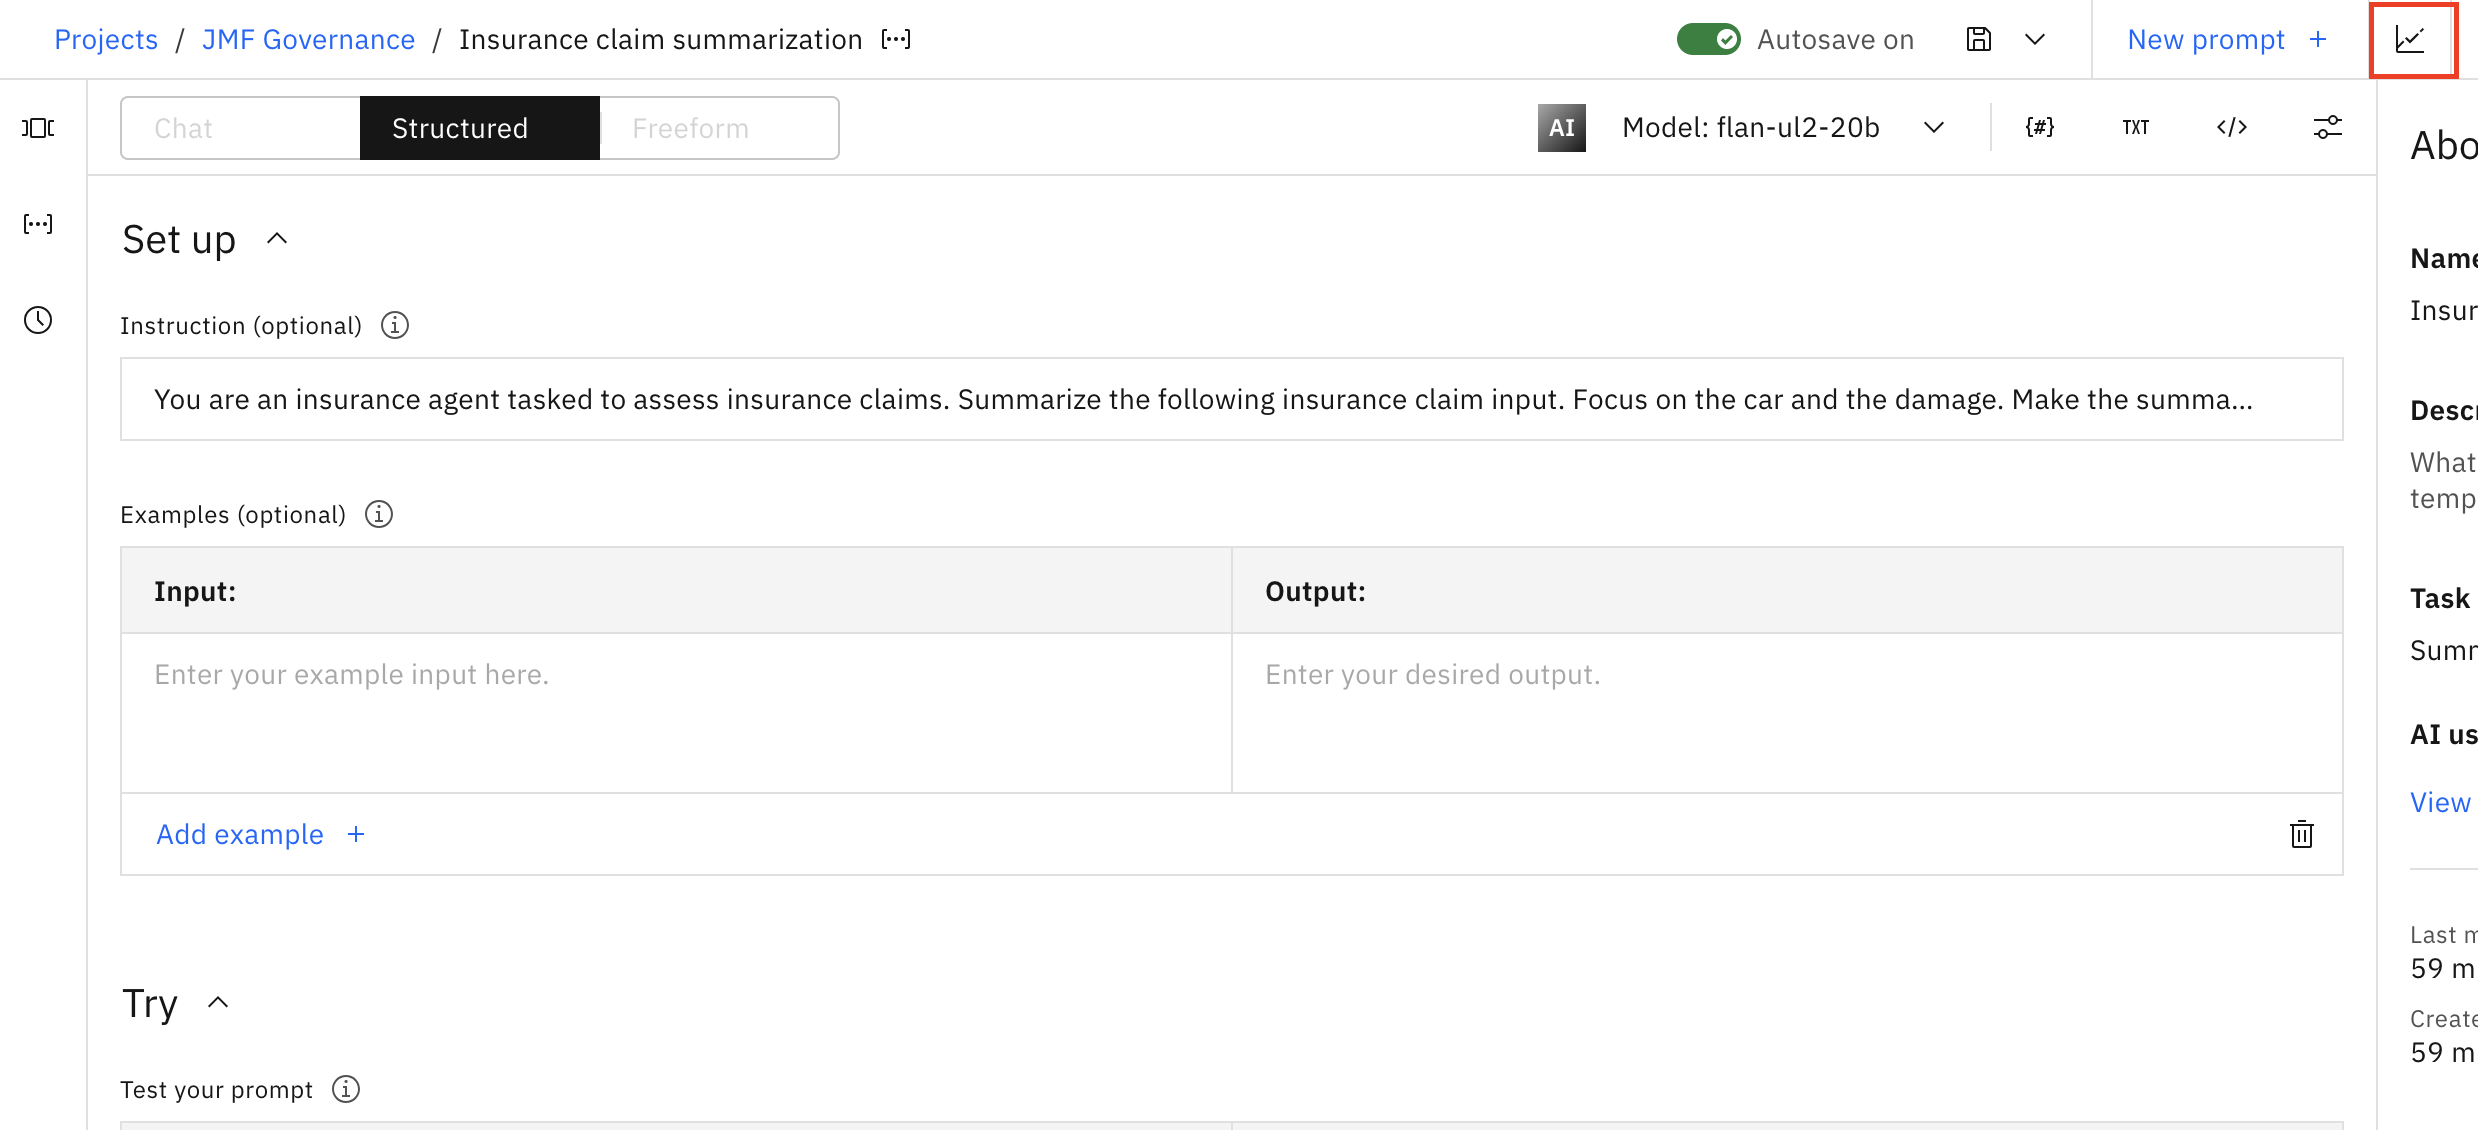 Projects / JMF Governance / Insurance claim summarization [...]
Autosave on
New prompt +
Chat
Structured
Freeform
AI
Model: flan-ul2-20b
{#}
TXT
</>
Set up
Instruction (optional)
You are an insurance agent tasked to assess insurance claims. Summarize the following insurance claim input. Focus on the car and the damage. Make the summa...
Examples (optional)
Input:
Output:
Enter your example input here.
Enter your desired output.
Add example +
Try
Test your prompt
Abo
Name
Insur
Descr
What
temp
Task
Summ
AI us
View
Last m
59 m
Create
59 m